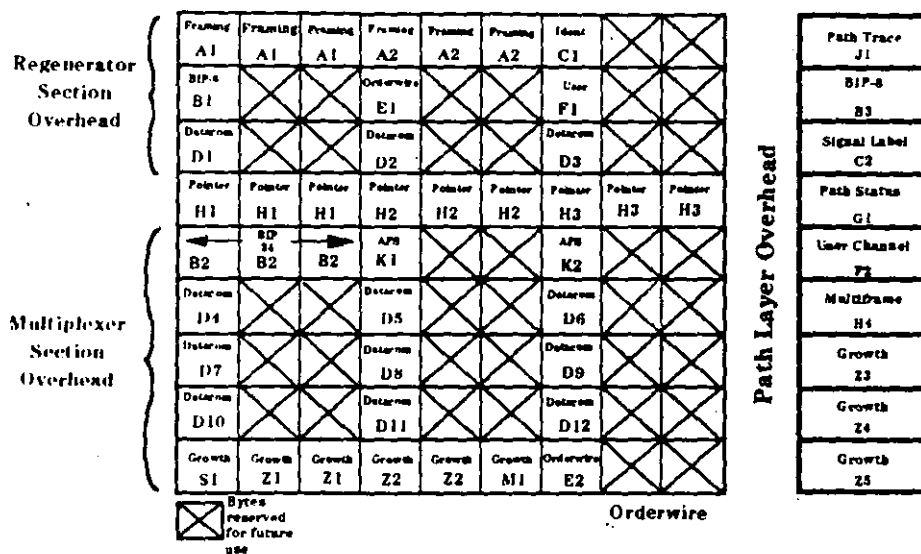 Regenerator
Section
Overhead
Framing Framing Framing Framing Framing Framing Ident
A1 A1 A1 A2 A2 A2 C1
BIP-8 Orderwire User
B1 E1 F1
Datacom Datacom Datacom
D1 D2 D3
Pointer Pointer Pointer Pointer Pointer Pointer Pointer Pointer Pointer
H1 H1 H1 H2 H2 H2 H3 H3 H3
Multiplexer
Section
Overhead
BIP
24
APS APS
B2 B2 B2 K1 K2
Datacom Datacom Datacom
D4 D5 D6
Datacom Datacom Datacom
D7 D8 D9
Datacom Datacom Datacom
D10 D11 D12
Growth Growth Growth Growth Growth Growth Orderwire
S1 Z1 Z1 Z2 Z2 M1 E2
Bytes
reserved
for future
use
Orderwire
Path Layer Overhead
Path Trace
J1
BIP-8
B3
Signal Label
C2
Path Status
G1
User Channel
F2
Multiframe
H4
Growth
Z3
Growth
Z4
Growth
Z5